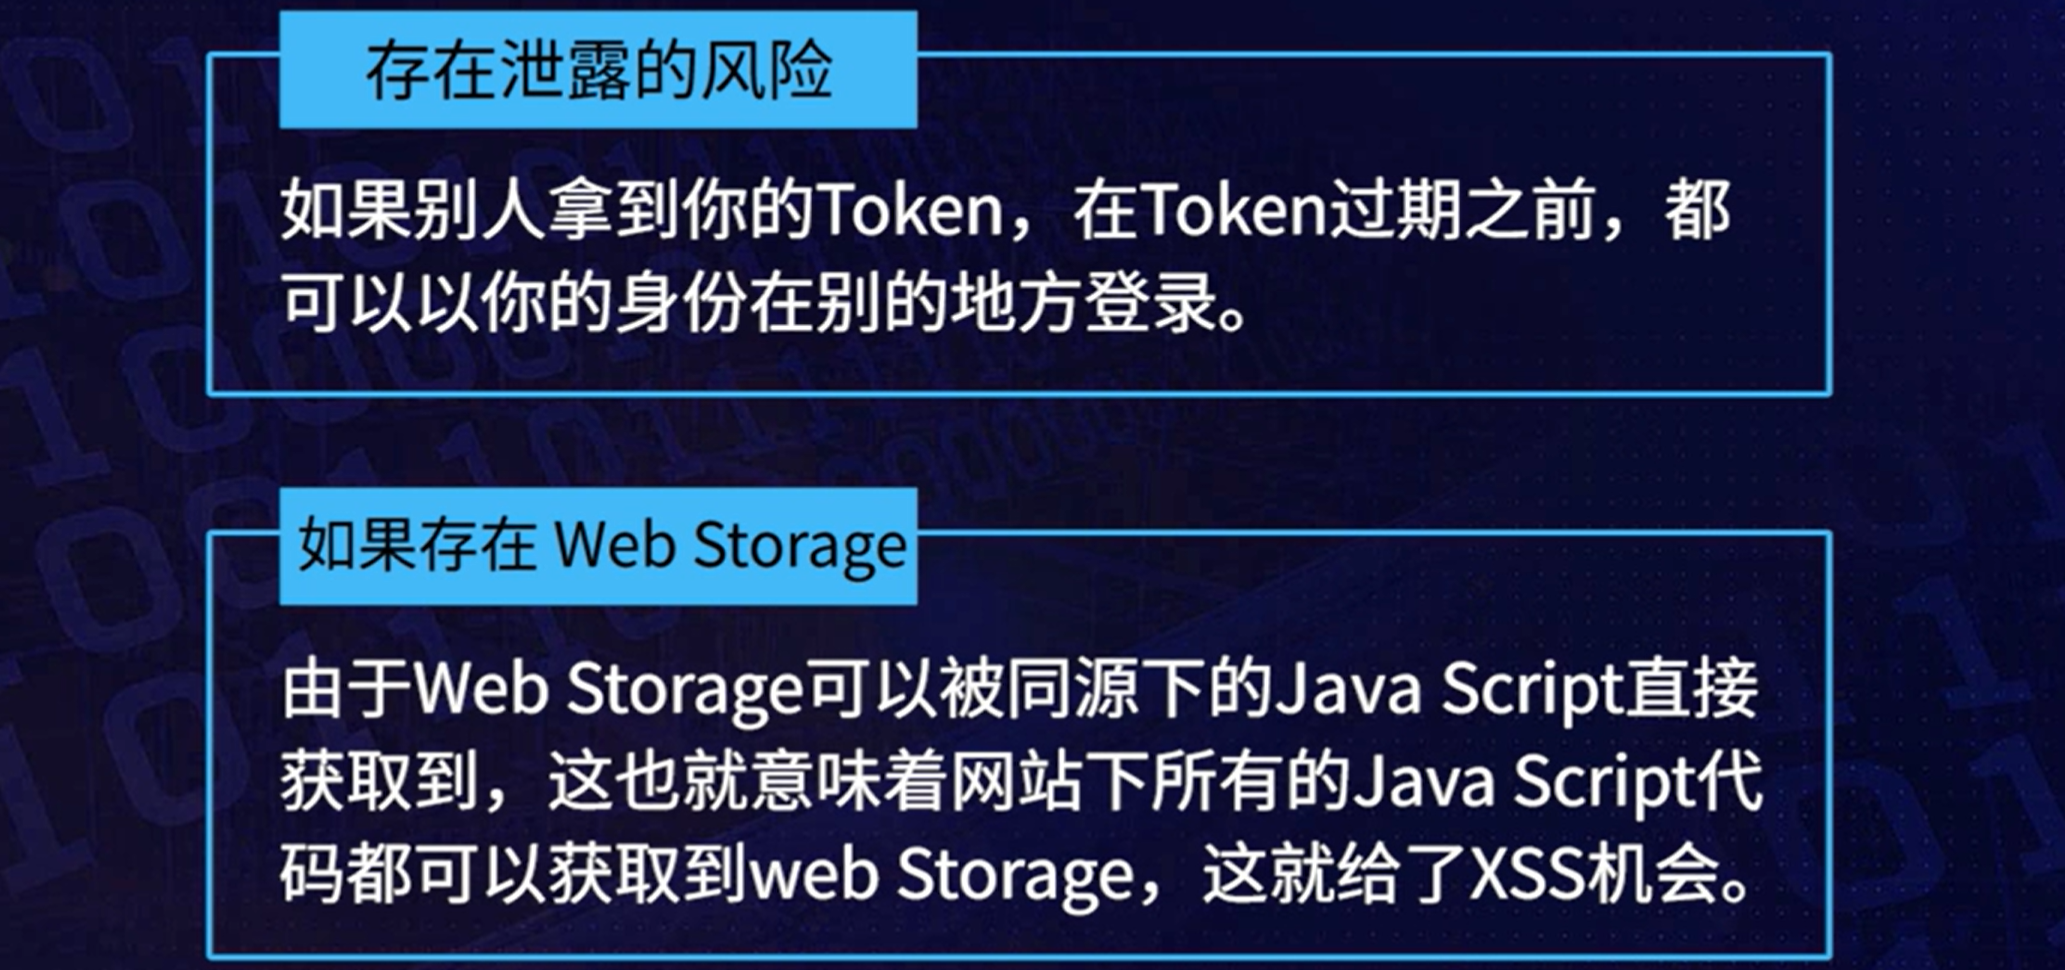 存在泄露的风险
如果别人拿到你的Token，在Token过期之前，都
可以以你的身份在别的地方登录。
如果存在 Web Storage
由于Web Storage可以被同源下的Java Script直接
获取到，这也就意味着网站下所有的Java Script代
码都可以获取到web Storage，这就给了XSS机会。